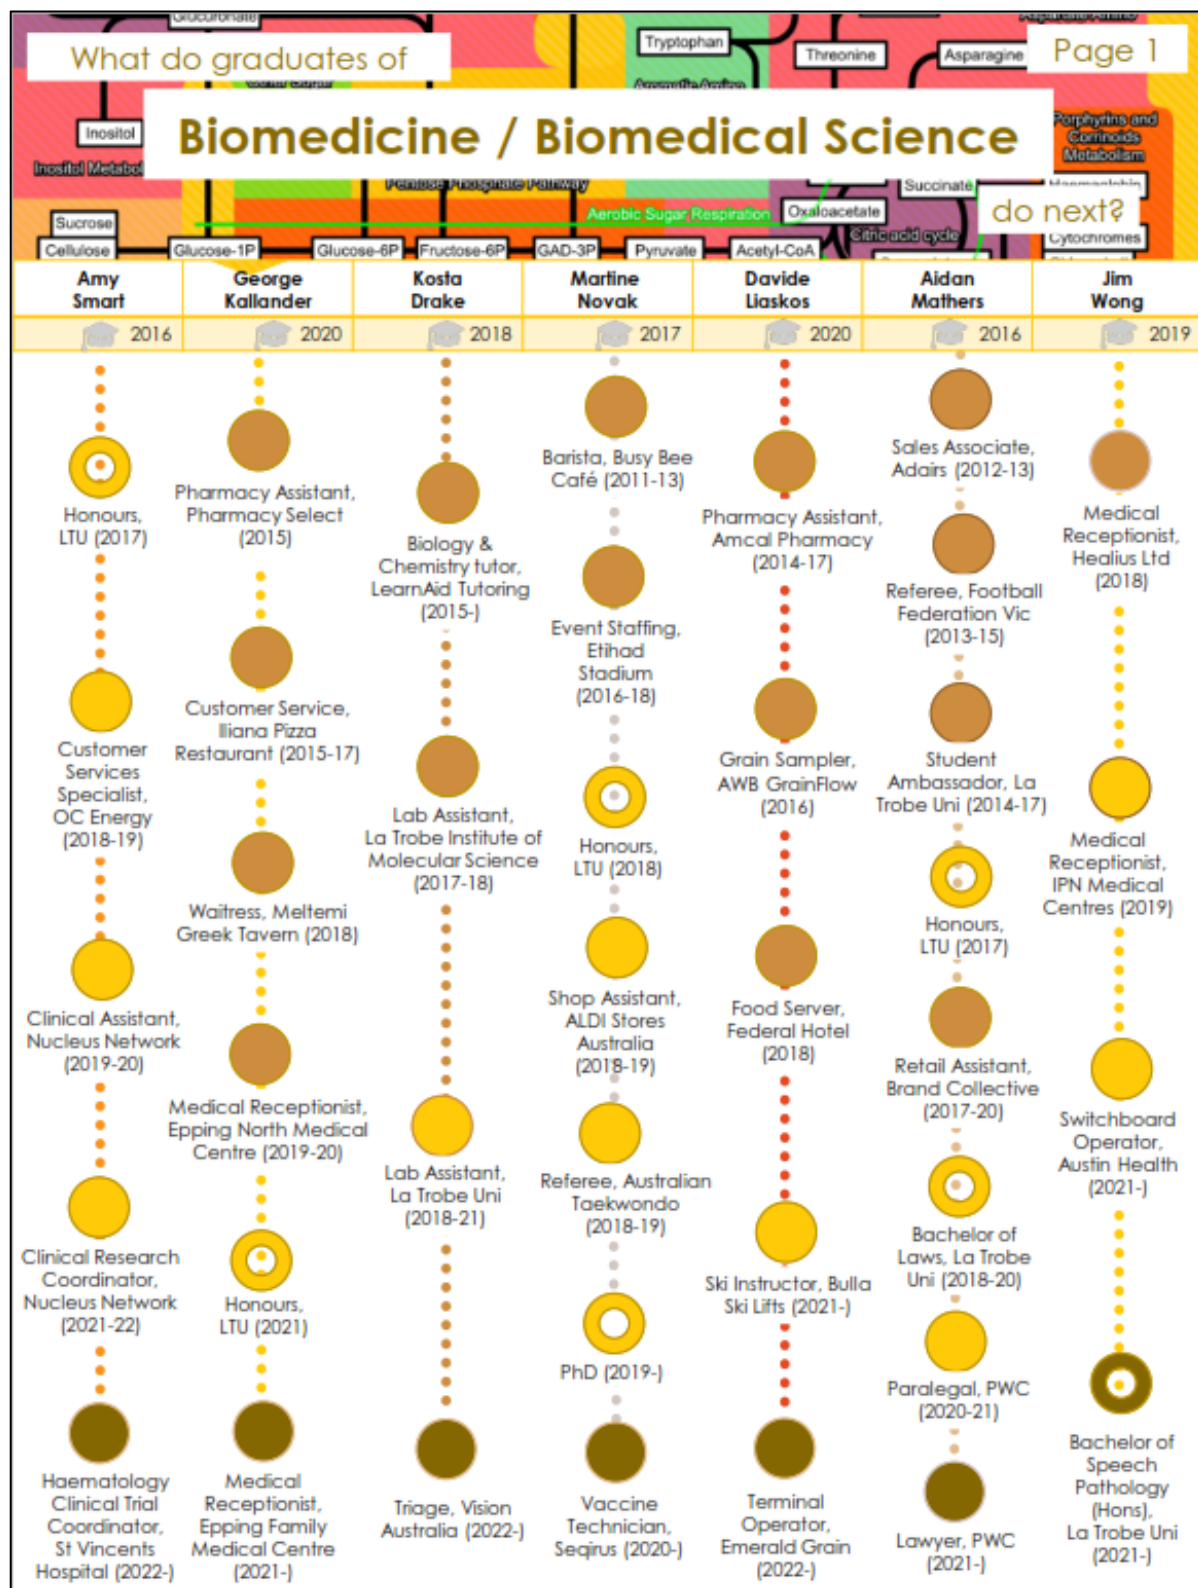 Glucuronate
What do graduates of
Tryptophan
Threonine
Asparagine
Page 1
Inositol
Biomedicine / Biomedical Science
Porphyrins and
Corrinoids
Metabolism
Pentose Phosphate Pathway
Succinate
Haemoglobin
Sucrose
Aerobic Sugar Respiration
Oxaloacetate
do next?
Cellulose
Glucose-1P
Glucose-6P
Fructose-6P
GAD-3P
Pyruvate
Acetyl-CoA
Citric acid cycle
Cytochromes
Amy
Smart
2016
Honours,
LTU (2017)
Customer
Services
Specialist,
OC Energy
(2018-19)
Clinical Assistant,
Nucleus Network
(2019-20)
Clinical Research
Coordinator,
Nucleus Network
(2021-22)
Haematology
Clinical Trial
Coordinator,
St Vincents
Hospital (2022-)
George
Kallander
2020
Pharmacy Assistant,
Pharmacy Select
(2015)
Customer Service,
Iliana Pizza
Restaurant (2015-17)
Waitress, Meltemi
Greek Tavern (2018)
Medical Receptionist,
Epping North Medical
Centre (2019-20)
Honours,
LTU (2021)
Medical
Receptionist,
Epping Family
Medical Centre
(2021-)
Kosta
Drake
2018
Biology &
Chemistry tutor,
LearnAid Tutoring
(2015-)
Lab Assistant,
La Trobe Institute of
Molecular Science
(2017-18)
Lab Assistant,
La Trobe Uni
(2018-21)
Triage, Vision
Australia (2022-)
Martine
Novak
2017
Barista, Busy Bee
Café (2011-13)
Event Staffing,
Etihad
Stadium
(2016-18)
Honours,
LTU (2018)
Shop Assistant,
ALDI Stores
Australia
(2018-19)
Referee, Australian
Taekwondo
(2018-19)
PhD (2019-)
Vaccine
Technician,
Seqirus (2020-)
Davide
Liaskos
2020
Pharmacy Assistant,
Amcal Pharmacy
(2014-17)
Grain Sampler,
AWB GrainFlow
(2016)
Food Server,
Federal Hotel
(2018)
Ski Instructor, Bulla
Ski Lifts (2021-)
Terminal
Operator,
Emerald Grain
(2022-)
Aidan
Mathers
2016
Sales Associate,
Adairs (2012-13)
Referee, Football
Federation Vic
(2013-15)
Student
Ambassador, La
Trobe Uni (2014-17)
Honours,
LTU (2017)
Retail Assistant,
Brand Collective
(2017-20)
Bachelor of
Laws, La Trobe
Uni (2018-20)
Paralegal, PWC
(2020-21)
Lawyer, PWC
(2021-)
Jim
Wong
2019
Medical
Receptionist,
Healius Ltd
(2018)
Medical
Receptionist,
IPN Medical
Centres (2019)
Switchboard
Operator,
Austin Health
(2021-)
Bachelor of
Speech
Pathology
(Hons),
La Trobe Uni
(2021-)